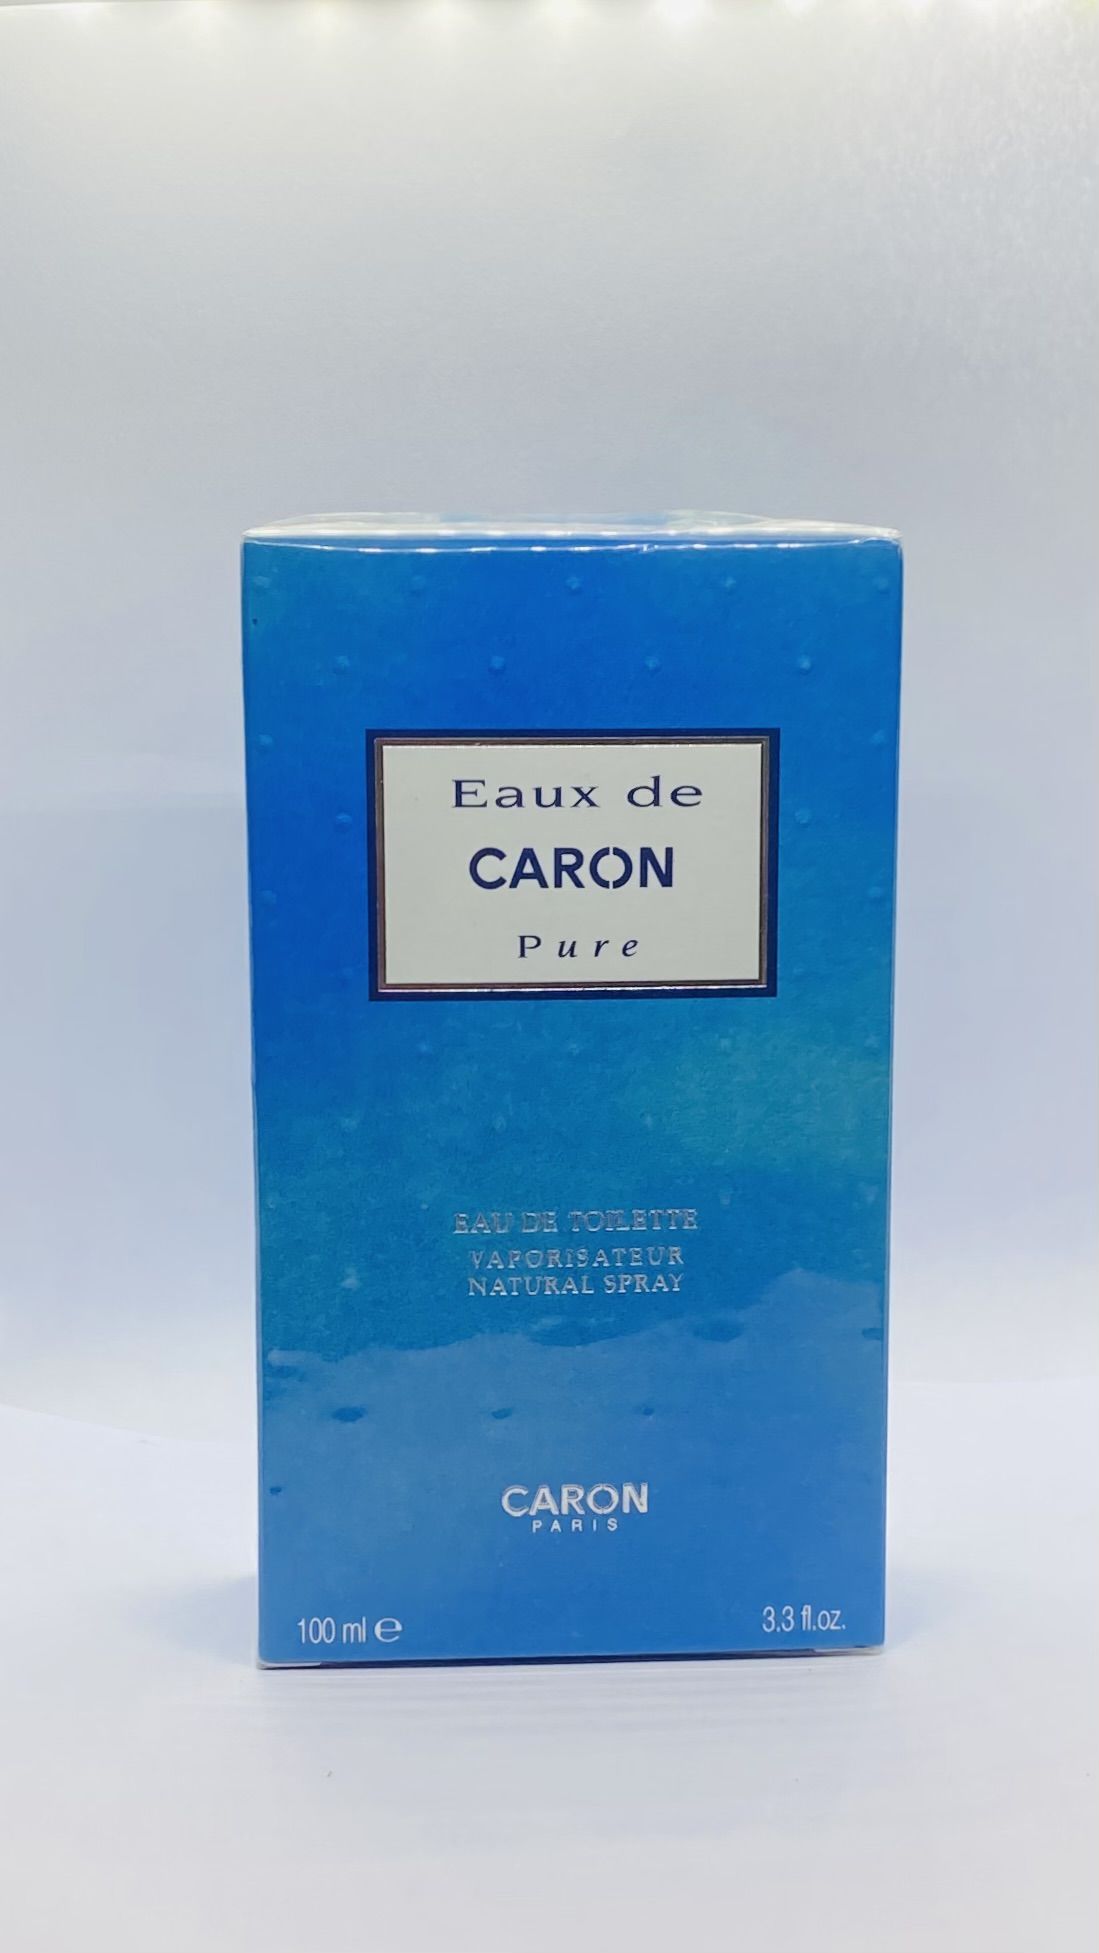 Eaux de
CARON
Pure
EAU DE TOILETTE
VAPORISATEUR
NATURAL SPRAY
CARON
PARIS
100 ml ℮
3.3 fl.oz.